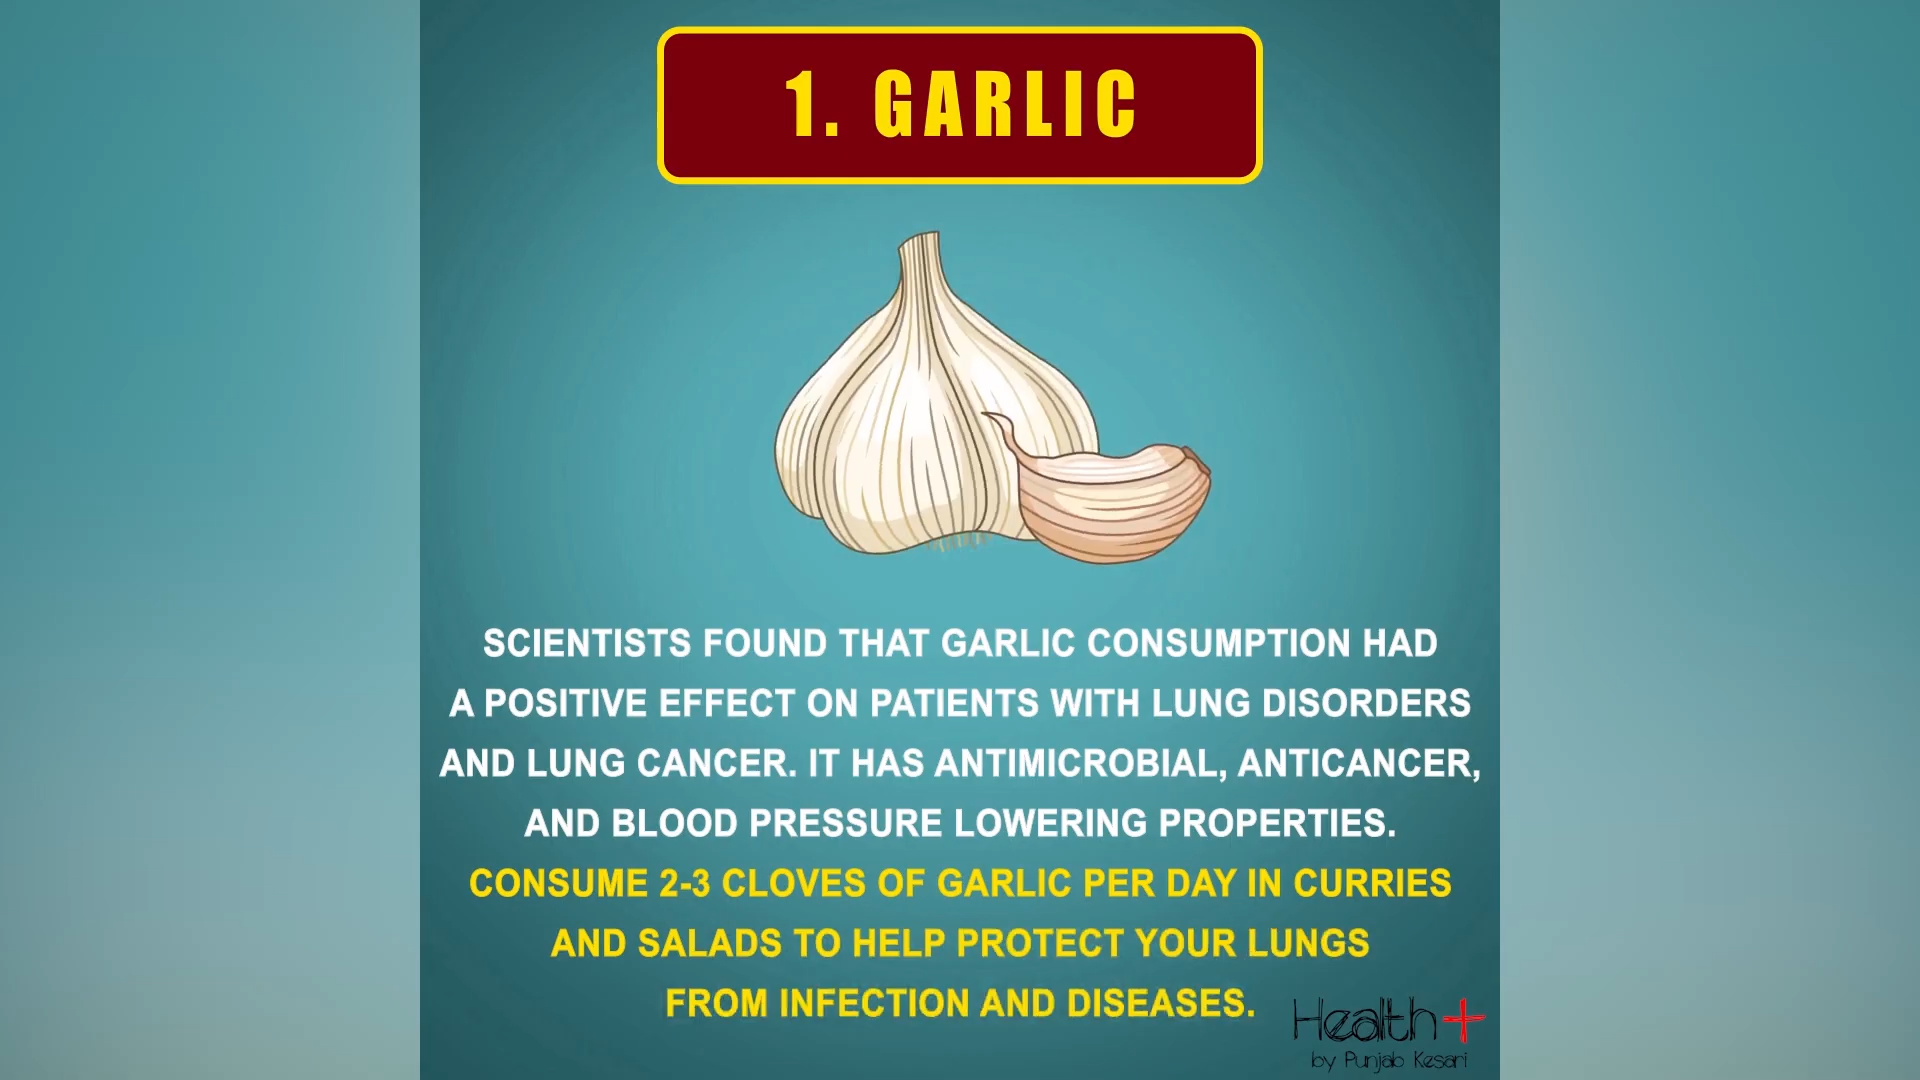 1. GARLIC
SCIENTISTS FOUND THAT GARLIC CONSUMPTION HAD
A POSITIVE EFFECT ON PATIENTS WITH LUNG DISORDERS
AND LUNG CANCER. IT HAS ANTIMICROBIAL, ANTICANCER,
AND BLOOD PRESSURE LOWERING PROPERTIES.
CONSUME 2-3 CLOVES OF GARLIC PER DAY IN CURRIES
AND SALADS TO HELP PROTECT YOUR LUNGS
FROM INFECTION AND DISEASES.
Health+
by Punjab Kesari